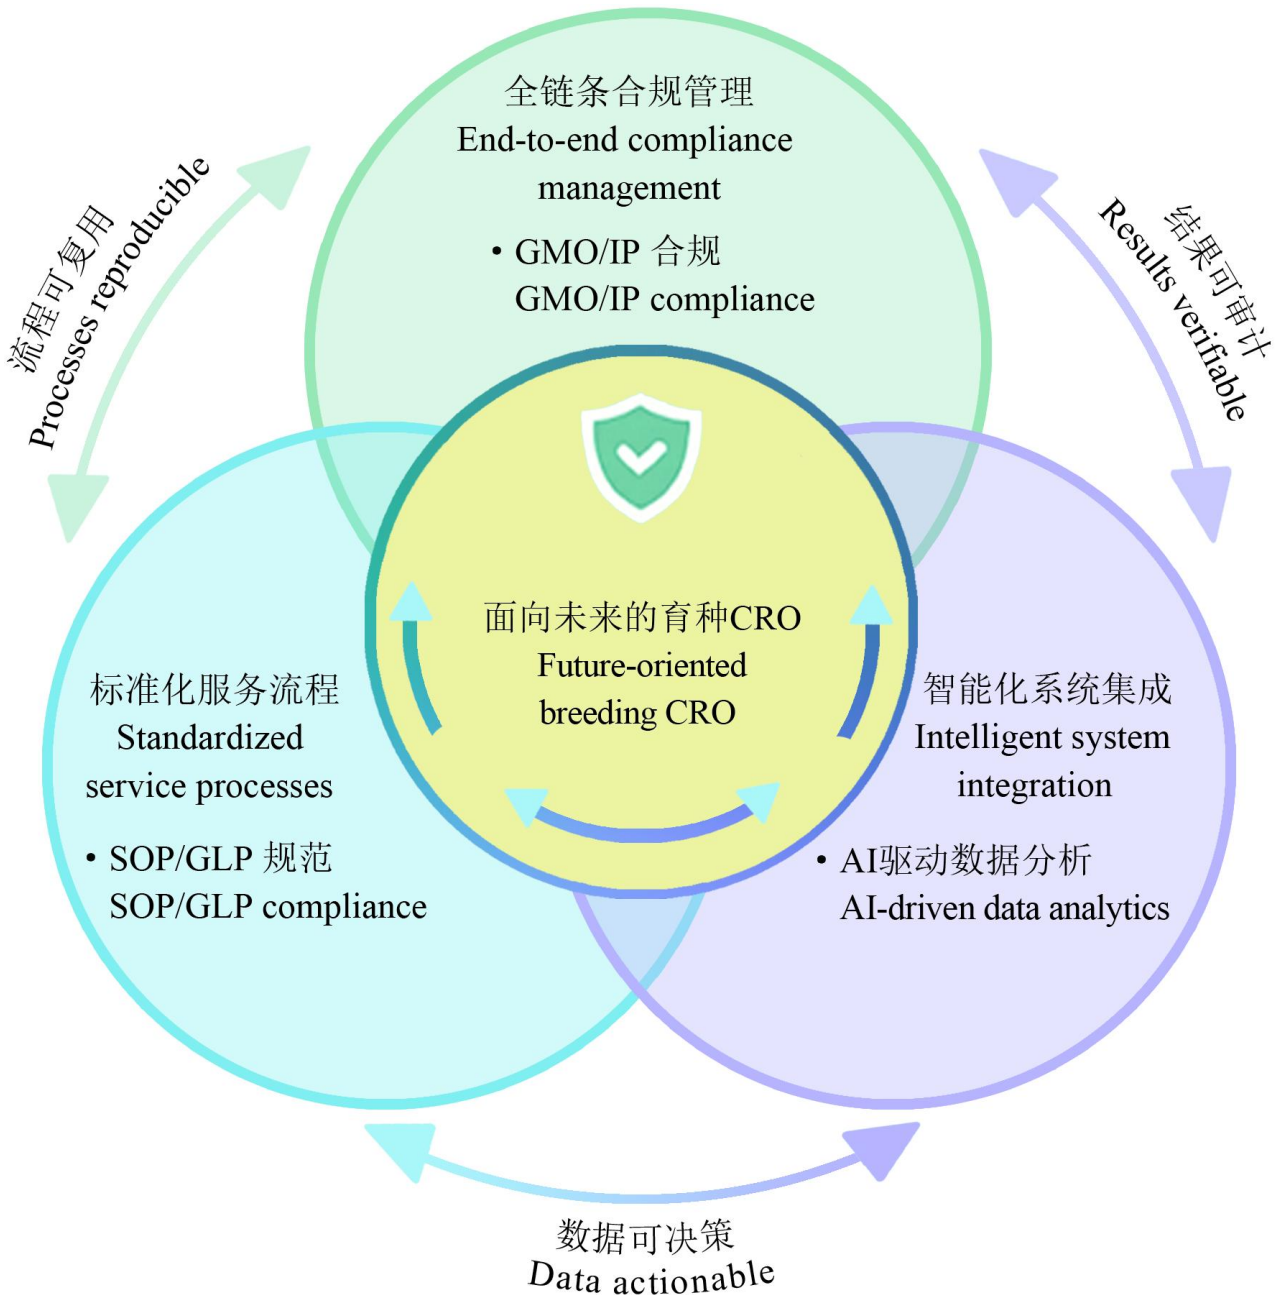 全链条合规管理
End-to-end compliance
management
• GMO/IP 合规
GMO/IP compliance
流程可复用
Processes reproducible
结果可审计
Results verifiable
面向未来的育种CRO
Future-oriented
breeding CRO
标准化服务流程
Standardized
service processes
• SOP/GLP 规范
SOP/GLP compliance
智能化系统集成
Intelligent system
integration
• AI驱动数据分析
AI-driven data analytics
数据可决策
Data actionable